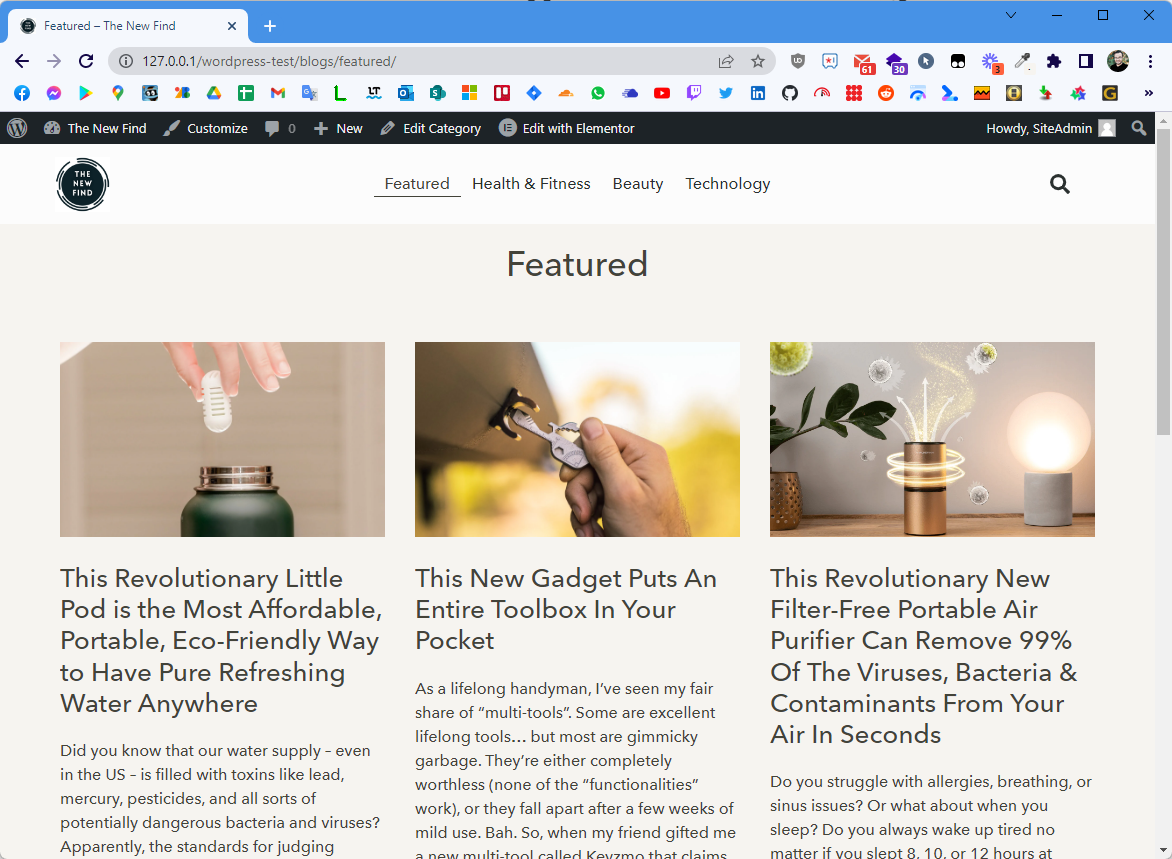 Featured – The New Find
127.0.0.1/wordpress-test/blogs/featured/
61
30
3
The New Find
Customize
0
New
Edit Category
Edit with Elementor
Howdy, SiteAdmin
THE
NEW
FIND
Featured
Health & Fitness
Beauty
Technology
Featured
This Revolutionary Little
Pod is the Most Affordable,
Portable, Eco-Friendly Way
to Have Pure Refreshing
Water Anywhere
Did you know that our water supply – even
in the US – is filled with toxins like lead,
mercury, pesticides, and all sorts of
potentially dangerous bacteria and viruses?
Apparently, the standards for judging
This New Gadget Puts An
Entire Toolbox In Your
Pocket
As a lifelong handyman, I’ve seen my fair
share of “multi-tools”. Some are excellent
lifelong tools… but most are gimmicky
garbage. They’re either completely
worthless (none of the “functionalities”
work), or they fall apart after a few weeks of
mild use. Bah. So, when my friend gifted me
a new multi-tool called Keyzmo that claims
This Revolutionary New
Filter-Free Portable Air
Purifier Can Remove 99%
Of The Viruses, Bacteria &
Contaminants From Your
Air In Seconds
Do you struggle with allergies, breathing, or
sinus issues? Or what about when you
sleep? Do you always wake up tired no
matter if you slept 8, 10, or 12 hours at